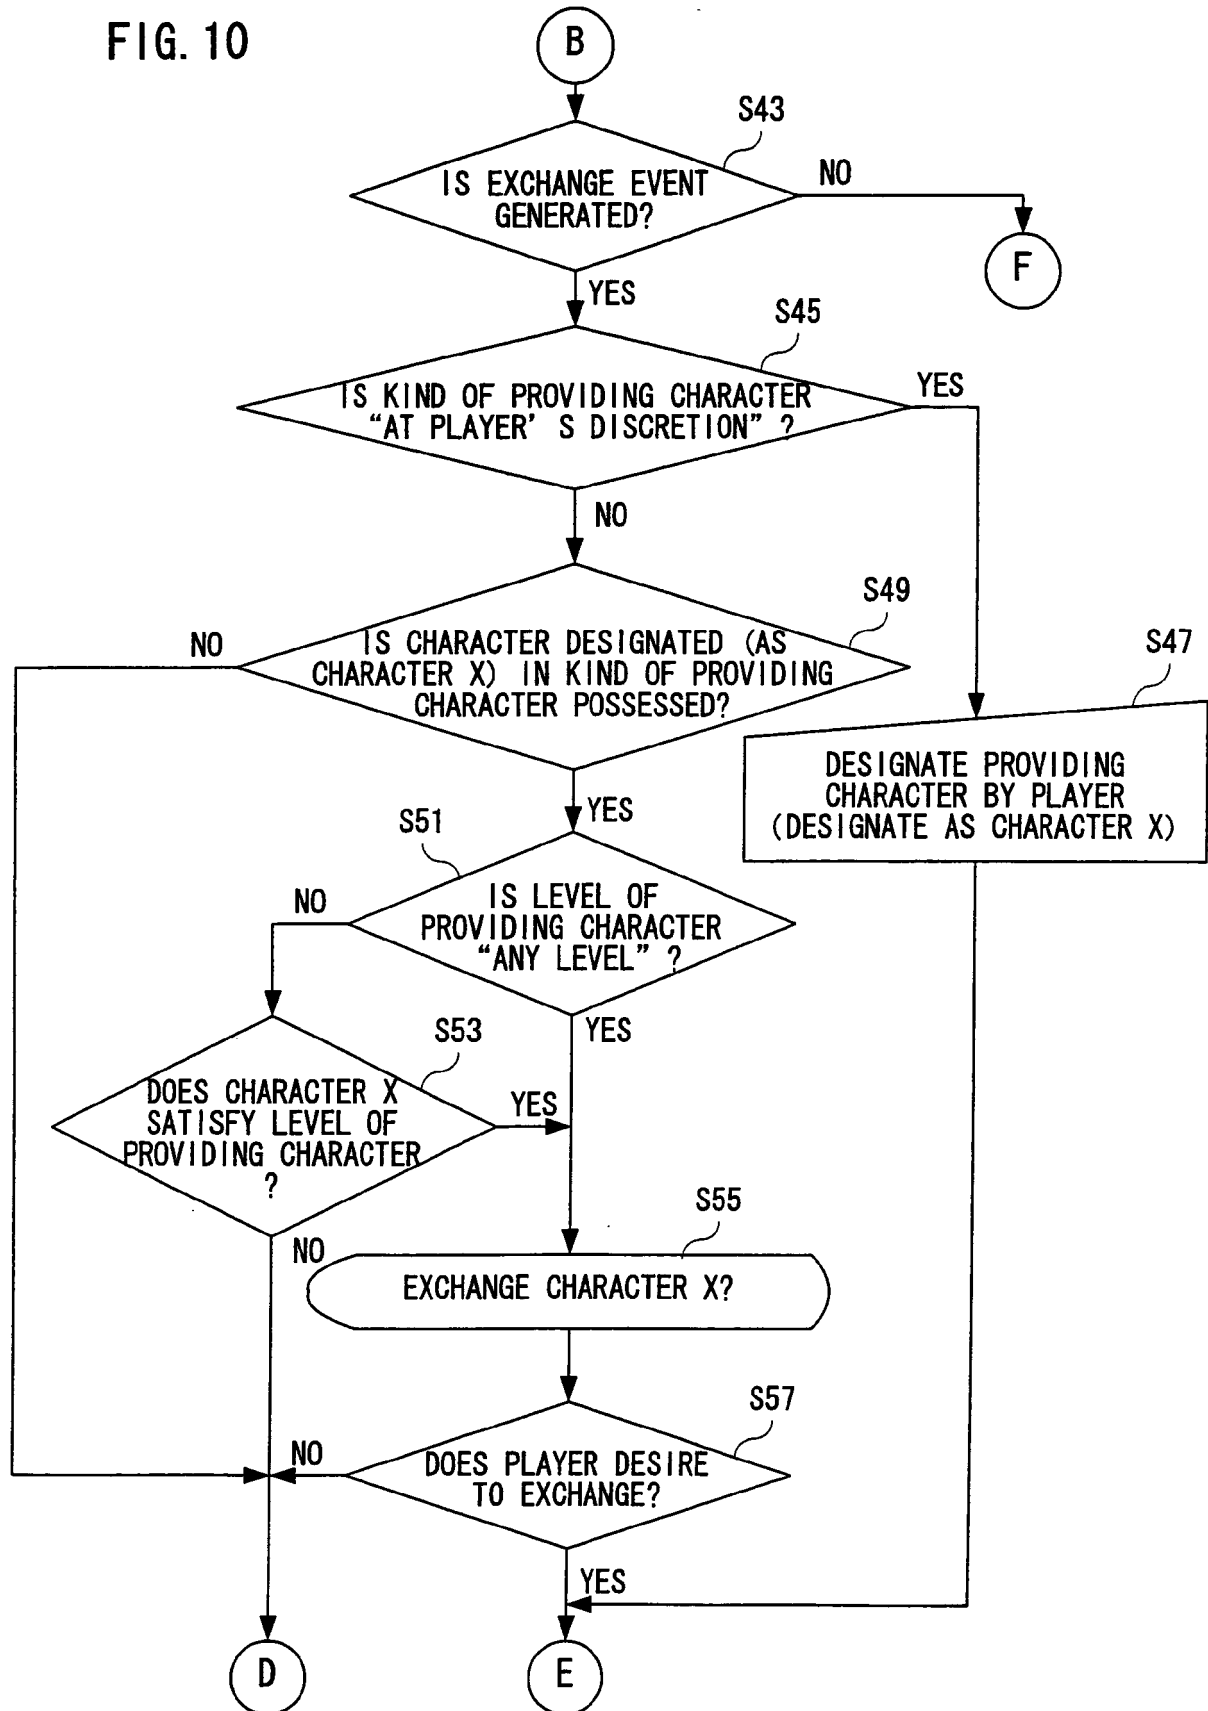 FIG. 10
B
S43
IS EXCHANGE EVENT
GENERATED?
NO
F
YES
S45
IS KIND OF PROVIDING CHARACTER
“AT PLAYER' S DISCRETION” ?
YES
NO
S49
IS CHARACTER DESIGNATED (AS
CHARACTER X) IN KIND OF PROVIDING
CHARACTER POSSESSED?
NO
S47
DESIGNATE PROVIDING
CHARACTER BY PLAYER
(DESIGNATE AS CHARACTER X)
YES
S51
IS LEVEL OF
PROVIDING CHARACTER
“ANY LEVEL” ?
NO
YES
S53
DOES CHARACTER X
SATISFY LEVEL OF
PROVIDING CHARACTER
?
YES
NO
S55
EXCHANGE CHARACTER X?
S57
DOES PLAYER DESIRE
TO EXCHANGE?
NO
YES
D
E